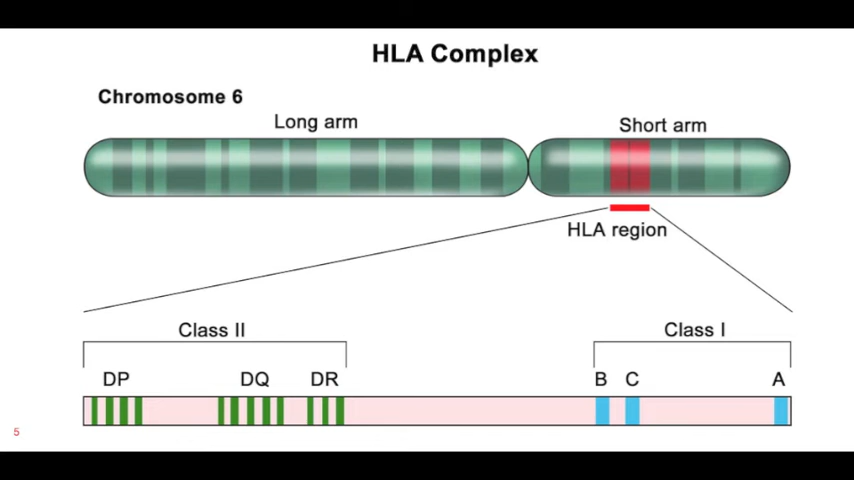 HLA Complex
Chromosome 6
Long arm
Short arm
HLA region
Class II
Class I
DP DQ DR B C A
5